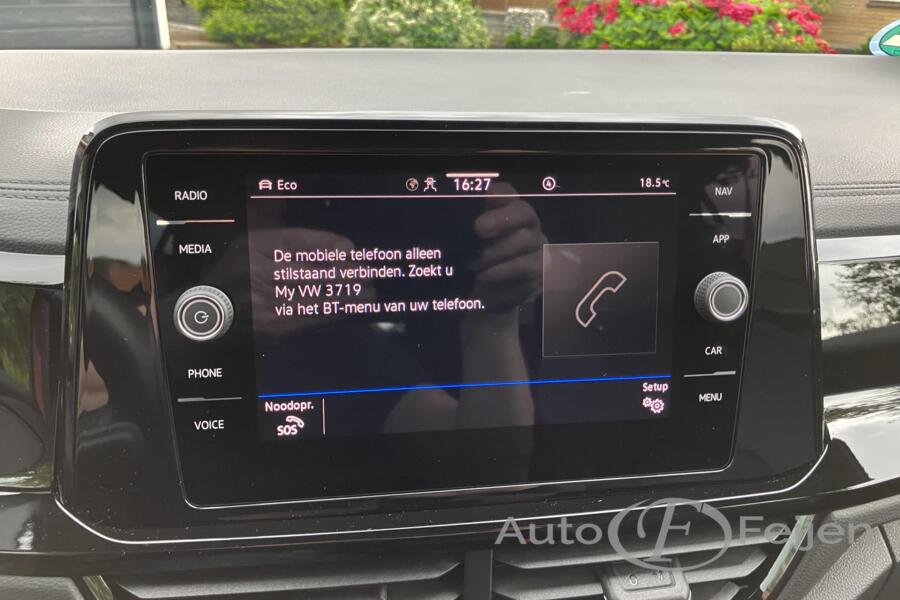 RADIO
MEDIA
PHONE
VOICE
Eco
16:27
4
18.5°C
De mobiele telefoon alleen
stilstaand verbinden. Zoekt u
My VW 3719
via het BT-menu van uw telefoon.
Noodopr.
SOS
Setup
NAV
APP
CAR
MENU
Auto F Feijen